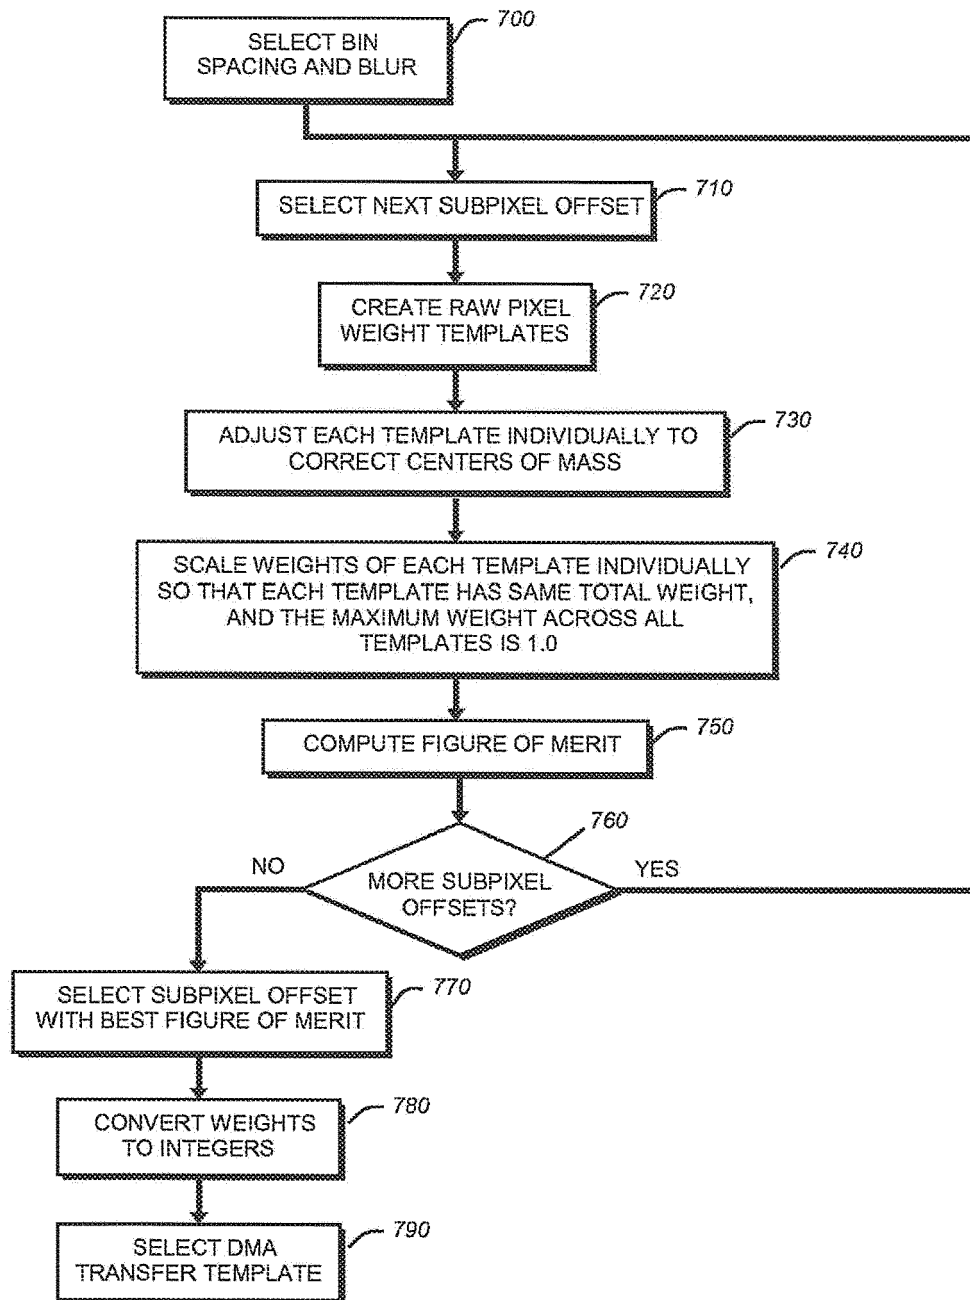 700
SELECT BIN
SPACING AND BLUR
710
SELECT NEXT SUBPIXEL OFFSET
720
CREATE RAW PIXEL
WEIGHT TEMPLATES
730
ADJUST EACH TEMPLATE INDIVIDUALLY TO
CORRECT CENTERS OF MASS
740
SCALE WEIGHTS OF EACH TEMPLATE INDIVIDUALLY
SO THAT EACH TEMPLATE HAS SAME TOTAL WEIGHT,
AND THE MAXIMUM WEIGHT ACROSS ALL
TEMPLATES IS 1.0
750
COMPUTE FIGURE OF MERIT
760
NO
YES
MORE SUBPIXEL
OFFSETS?
770
SELECT SUBPIXEL OFFSET
WITH BEST FIGURE OF MERIT
780
CONVERT WEIGHTS
TO INTEGERS
790
SELECT DMA
TRANSFER TEMPLATE